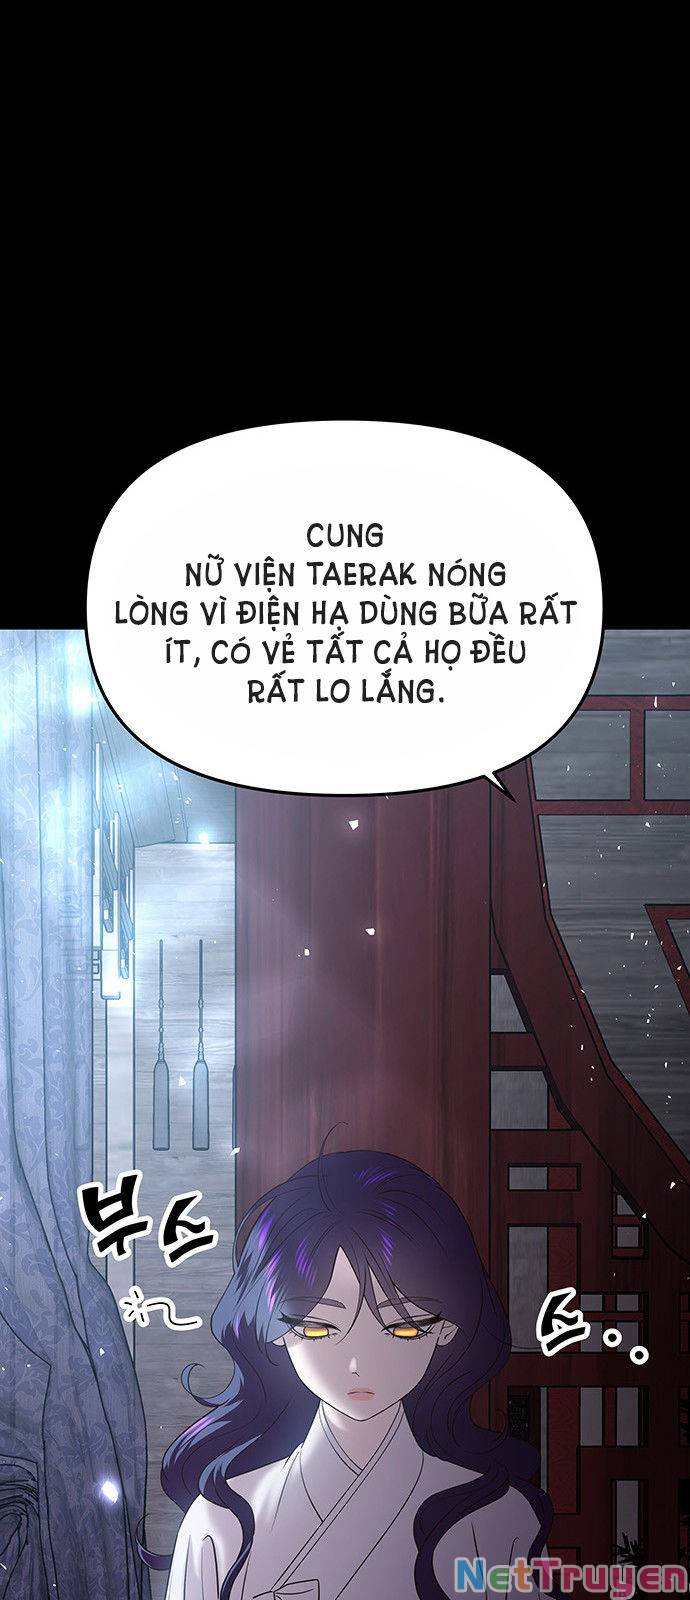 CUNG
NỮ VIỆN TAERAK NÓNG
LÒNG VÌ ĐIỆN HẠ DÙNG BỮA RẤT
ÍT, CÓ VẺ TẤT CẢ HỌ ĐỀU
RẤT LO LẮNG.
부스
스..
NetTruyen